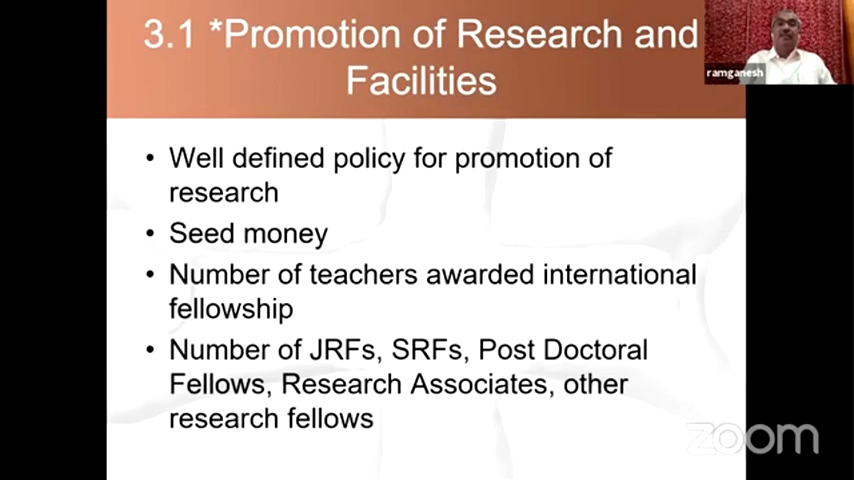 3.1 *Promotion of Research and
Facilities
ramganesh
• Well defined policy for promotion of
research
• Seed money
• Number of teachers awarded international
fellowship
• Number of JRFs, SRFs, Post Doctoral
Fellows, Research Associates, other
research fellows
zoom